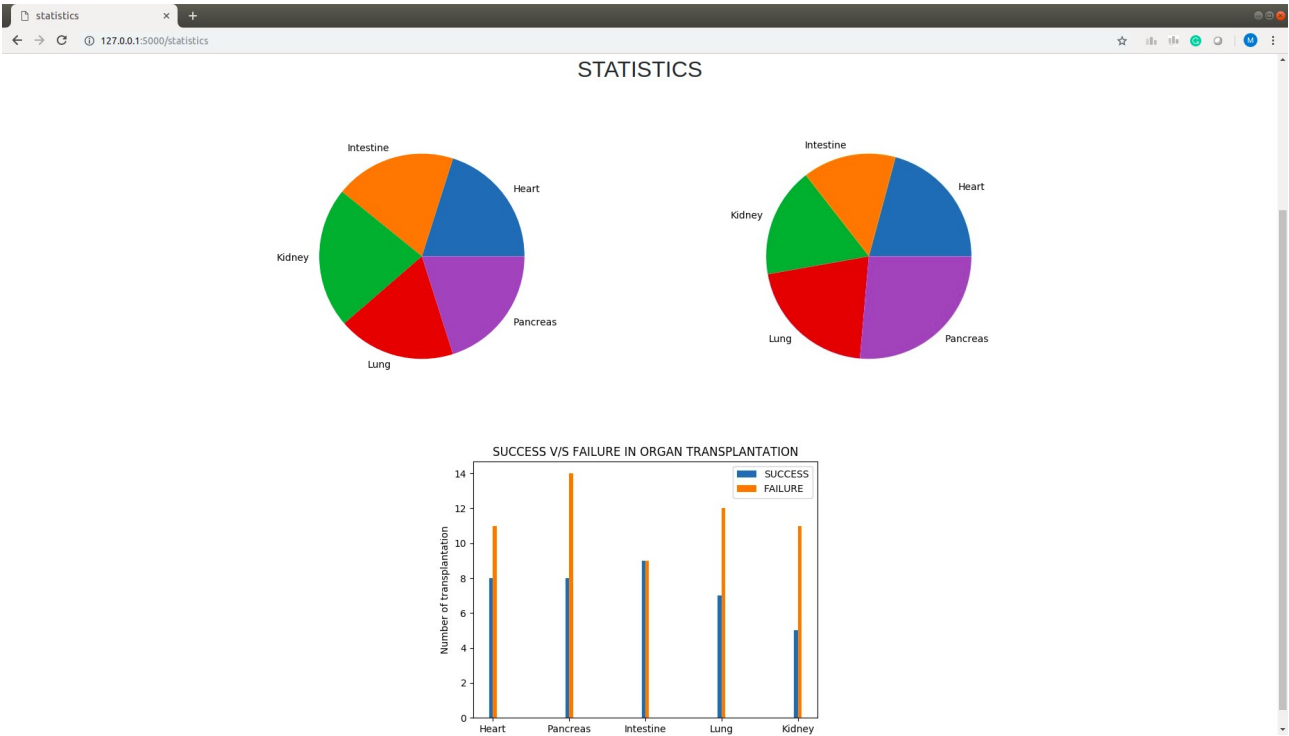 statistics
127.0.0.1:5000/statistics
M
STATISTICS
Intestine
Heart
Kidney
Pancreas
Lung
Intestine
Heart
Kidney
Lung
Pancreas
SUCCESS V/S FAILURE IN ORGAN TRANSPLANTATION
SUCCESS
FAILURE
Number of transplantation
14
12
10
8
6
4
2
0
Heart Pancreas Intestine Lung Kidney